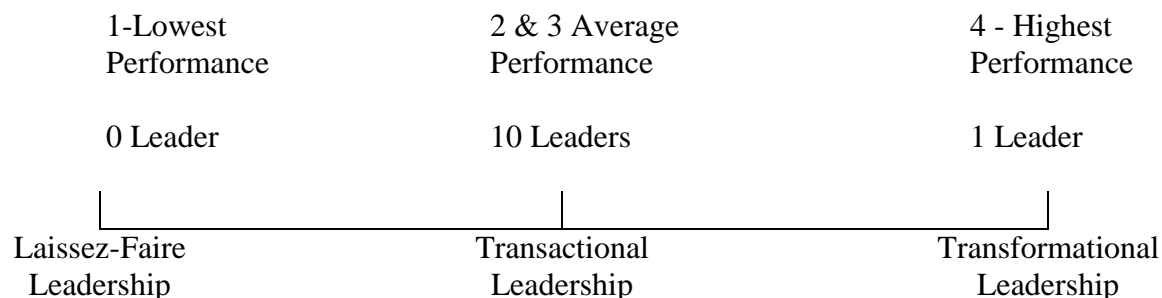 1-Lowest
Performance
2 & 3 Average
Performance
4 - Highest
Performance
0 Leader
10 Leaders
1 Leader
Laissez-Faire
Leadership
Transactional
Leadership
Transformational
Leadership